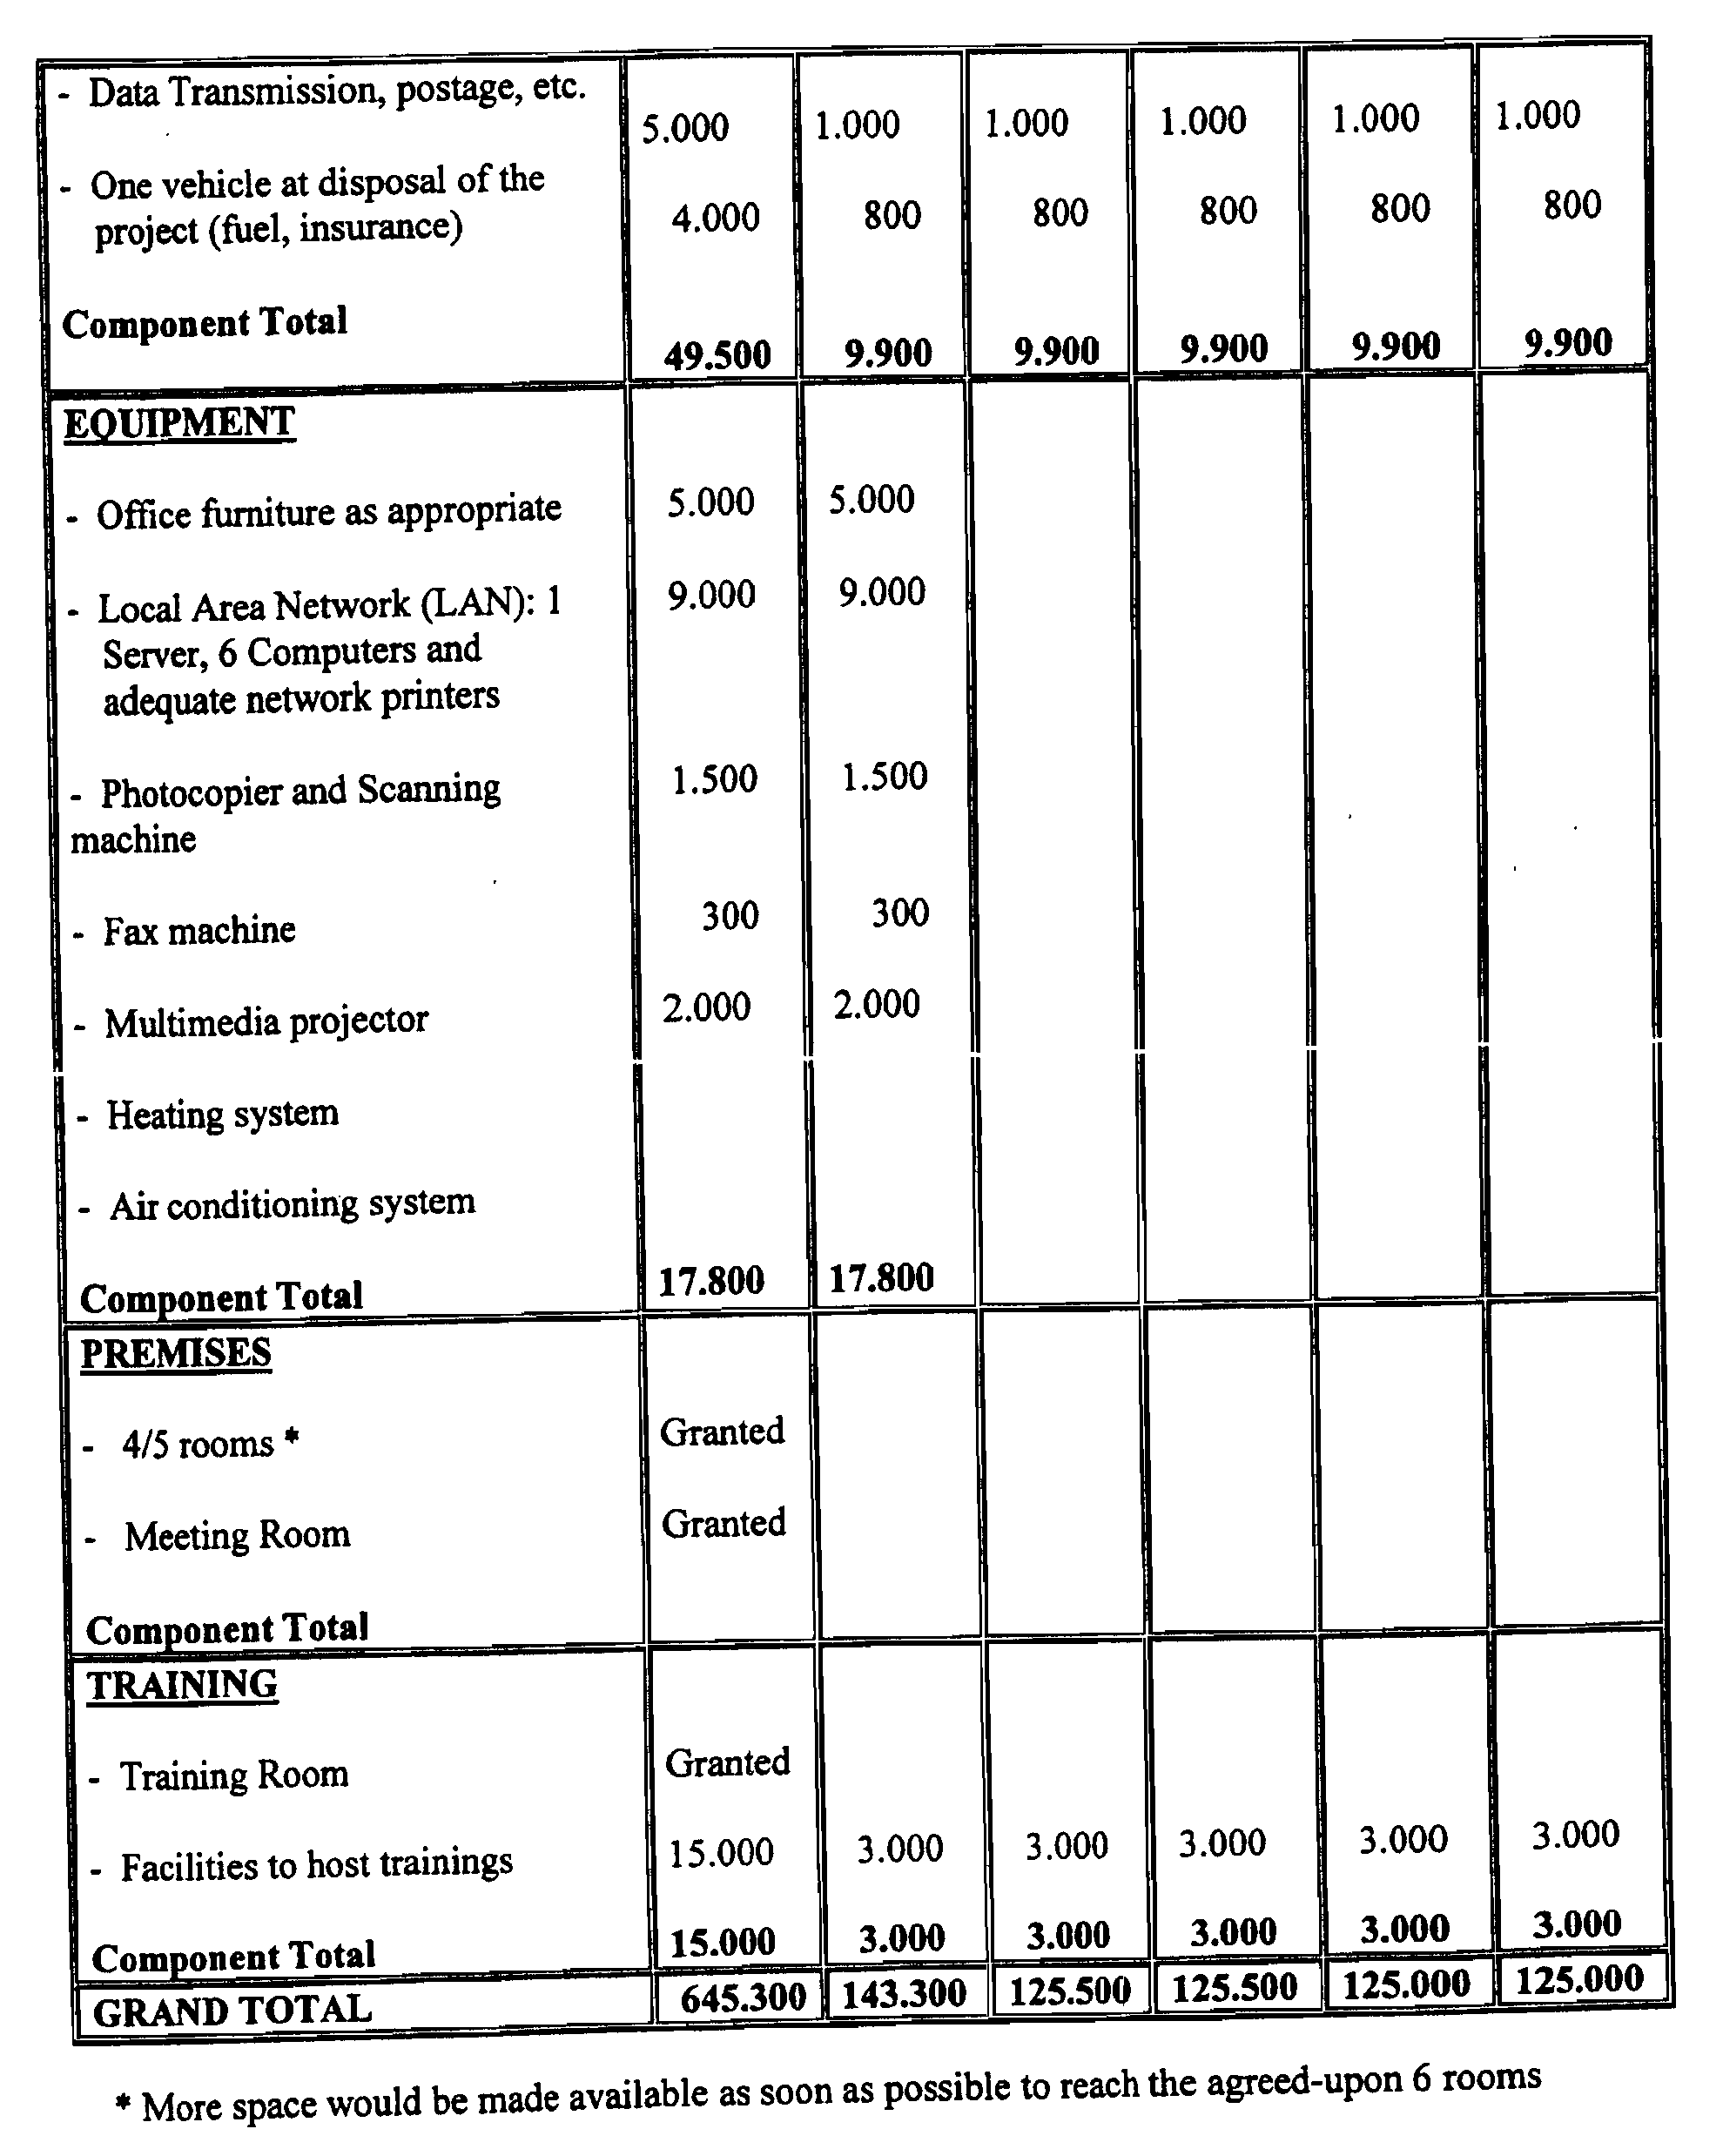 - Data Transmission, postage, etc.
5.000 1.000 1.000 1.000 1.000 1.000
- One vehicle at disposal of the
project (fuel, insurance) 4.000 800 800 800 800 800
Component Total
49.500 9.900 9.900 9.900 9.900 9.900
EQUIPMENT
- Office furniture as appropriate 5.000 5.000
- Local Area Network (LAN): 1 9.000 9.000
Server, 6 Computers and
adequate network printers
- Photocopier and Scanning 1.500 1.500
machine
- Fax machine 300 300
- Multimedia projector 2.000 2.000
- Heating system
- Air conditioning system
Component Total 17.800 17.800
PREMISES
- 4/5 rooms * Granted
- Meeting Room Granted
Component Total
TRAINING
- Training Room Granted
- Facilities to host trainings 15.000 3.000 3.000 3.000 3.000 3.000
Component Total 15.000 3.000 3.000 3.000 3.000 3.000
GRAND TOTAL 645.300 143.300 125.500 125.500 125.000 125.000
* More space would be made available as soon as possible to reach the agreed-upon 6 rooms